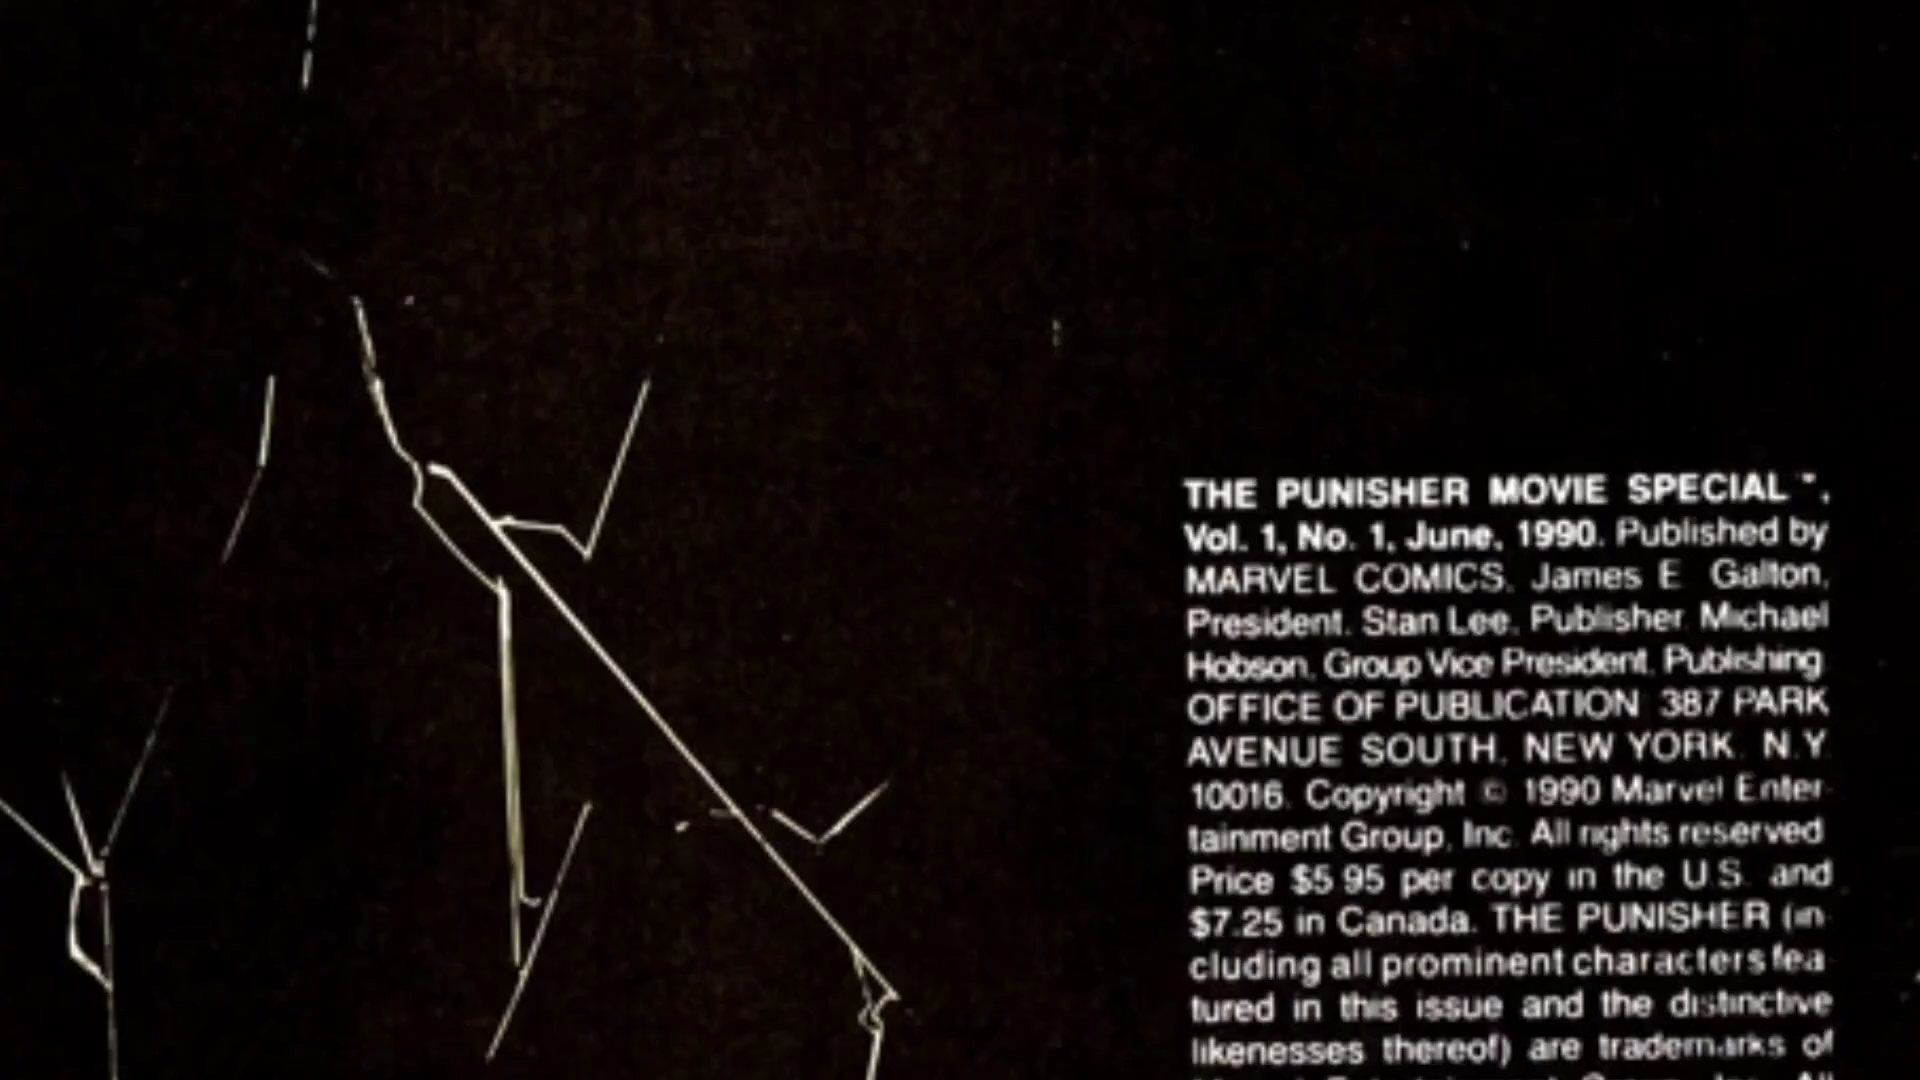 THE PUNISHER MOVIE SPECIAL ™,
Vol. 1, No. 1, June, 1990. Published by
MARVEL COMICS. James E Galton,
President. Stan Lee, Publisher Michael
Hobson, Group Vice President, Publishing
OFFICE OF PUBLICATION 387 PARK
AVENUE SOUTH, NEW YORK N.Y
10016. Copyright © 1990 Marvel Enter-
tainment Group, Inc. All rights reserved
Price $5.95 per copy in the U.S. and
$7.25 in Canada. THE PUNISHER (in-
cluding all prominent characters fea-
tured in this issue and the distinctive
likenesses thereof) are trademarks of